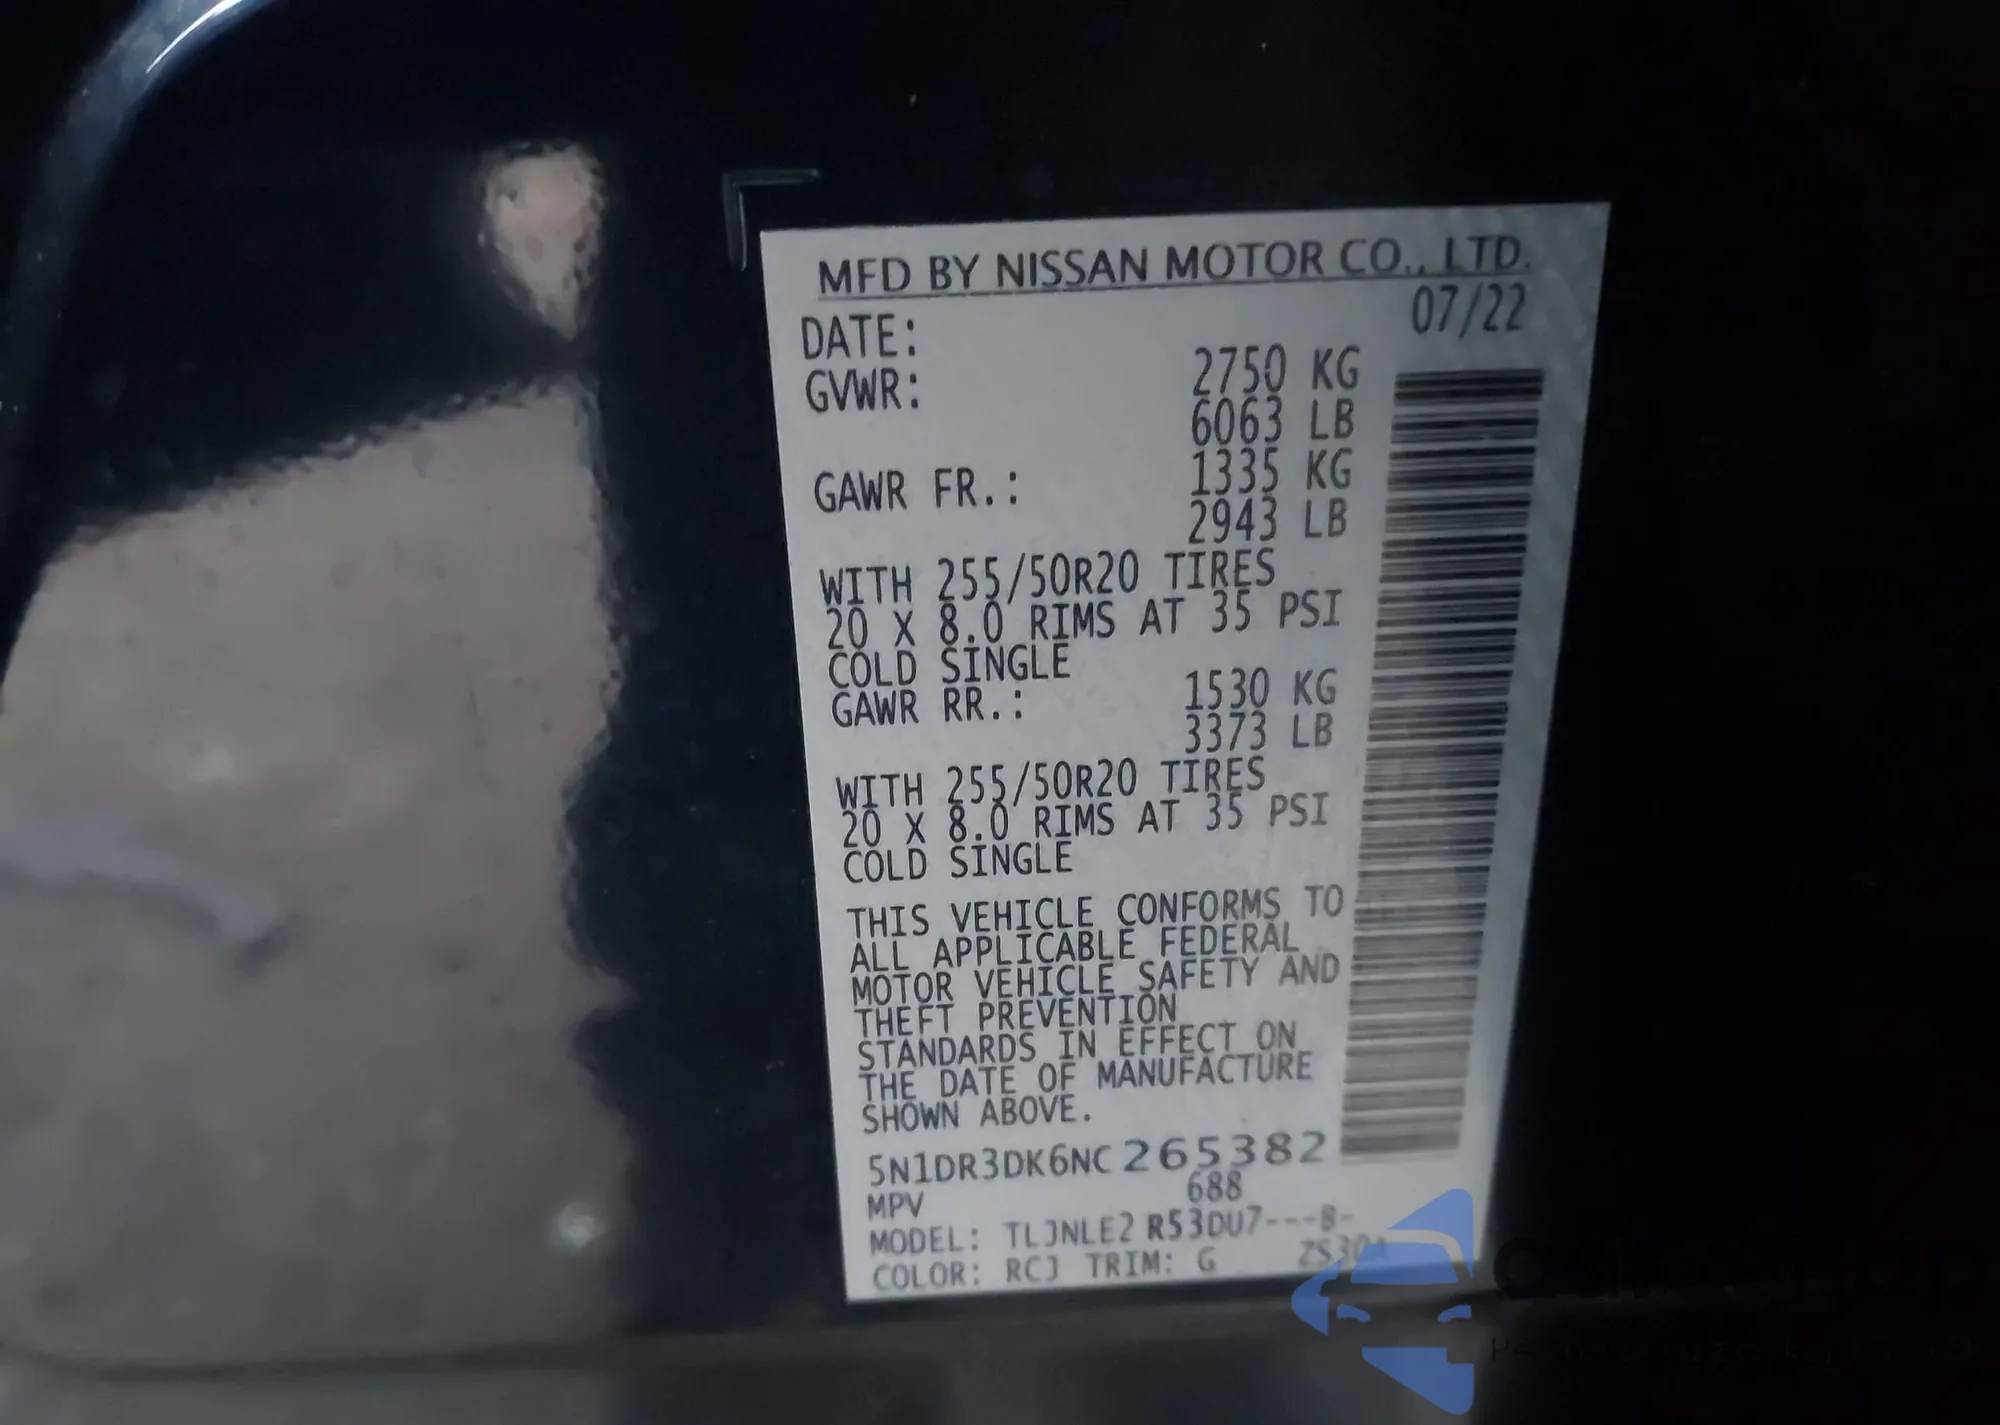 MFD BY NISSAN MOTOR CO., LTD.
DATE: 07/22
GVWR: 2750 KG
6063 LB
GAWR FR.: 1335 KG
2943 LB
WITH 255/50R20 TIRES
20 X 8.0 RIMS AT 35 PSI
COLD SINGLE
GAWR RR.: 1530 KG
3373 LB
WITH 255/50R20 TIRES
20 X 8.0 RIMS AT 35 PSI
COLD SINGLE
THIS VEHICLE CONFORMS TO
ALL APPLICABLE FEDERAL
MOTOR VEHICLE SAFETY AND
THEFT PREVENTION
STANDARDS IN EFFECT ON
THE DATE OF MANUFACTURE
SHOWN ABOVE.
5N1DR3DK6NC265382
MPV 688
MODEL: TLJNLE2 R53DU7---B-
COLOR: RCJ TRIM: G ZS30A